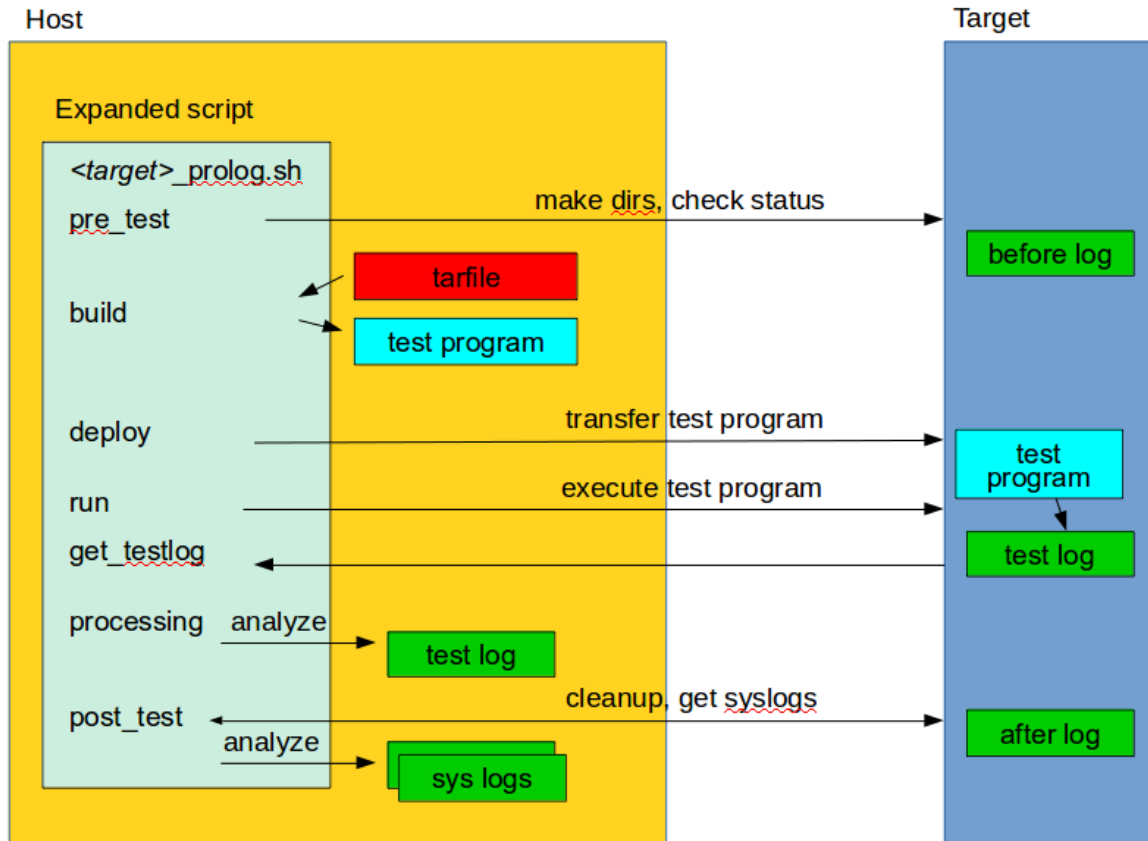 Host
Target
Expanded script
<target>_prolog.sh
pre_test
make dirs, check status
before log
tarfile
build
test program
deploy
transfer test program
test
program
run
execute test program
get_testlog
test log
processing
analyze
test log
post_test
cleanup, get syslogs
after log
analyze
sys logs